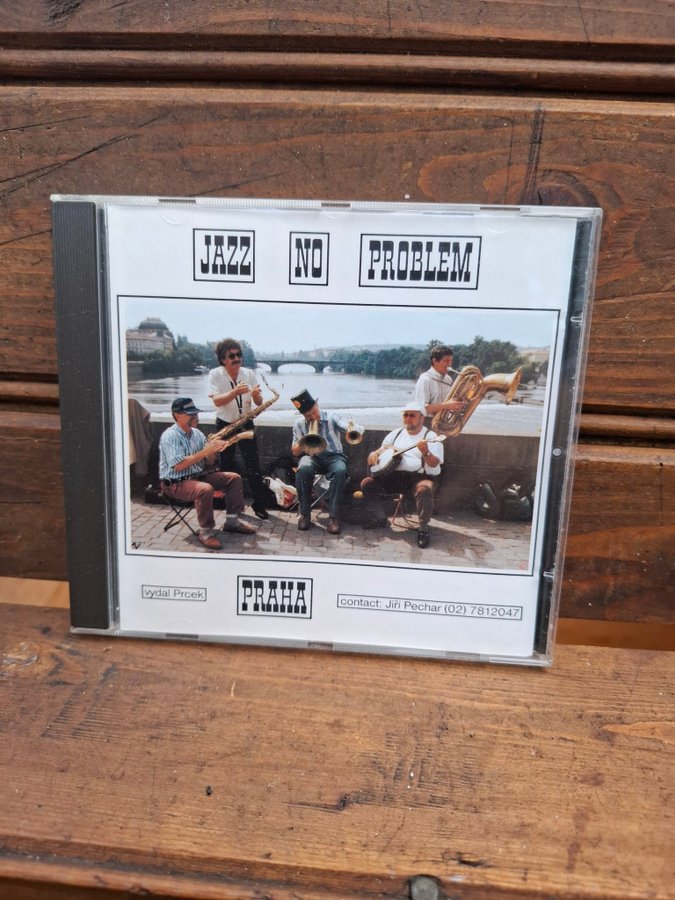 JAZZ NO PROBLEM
vydal Prcek
PRAHA
contact: Jiří Pechar (02) 7812047